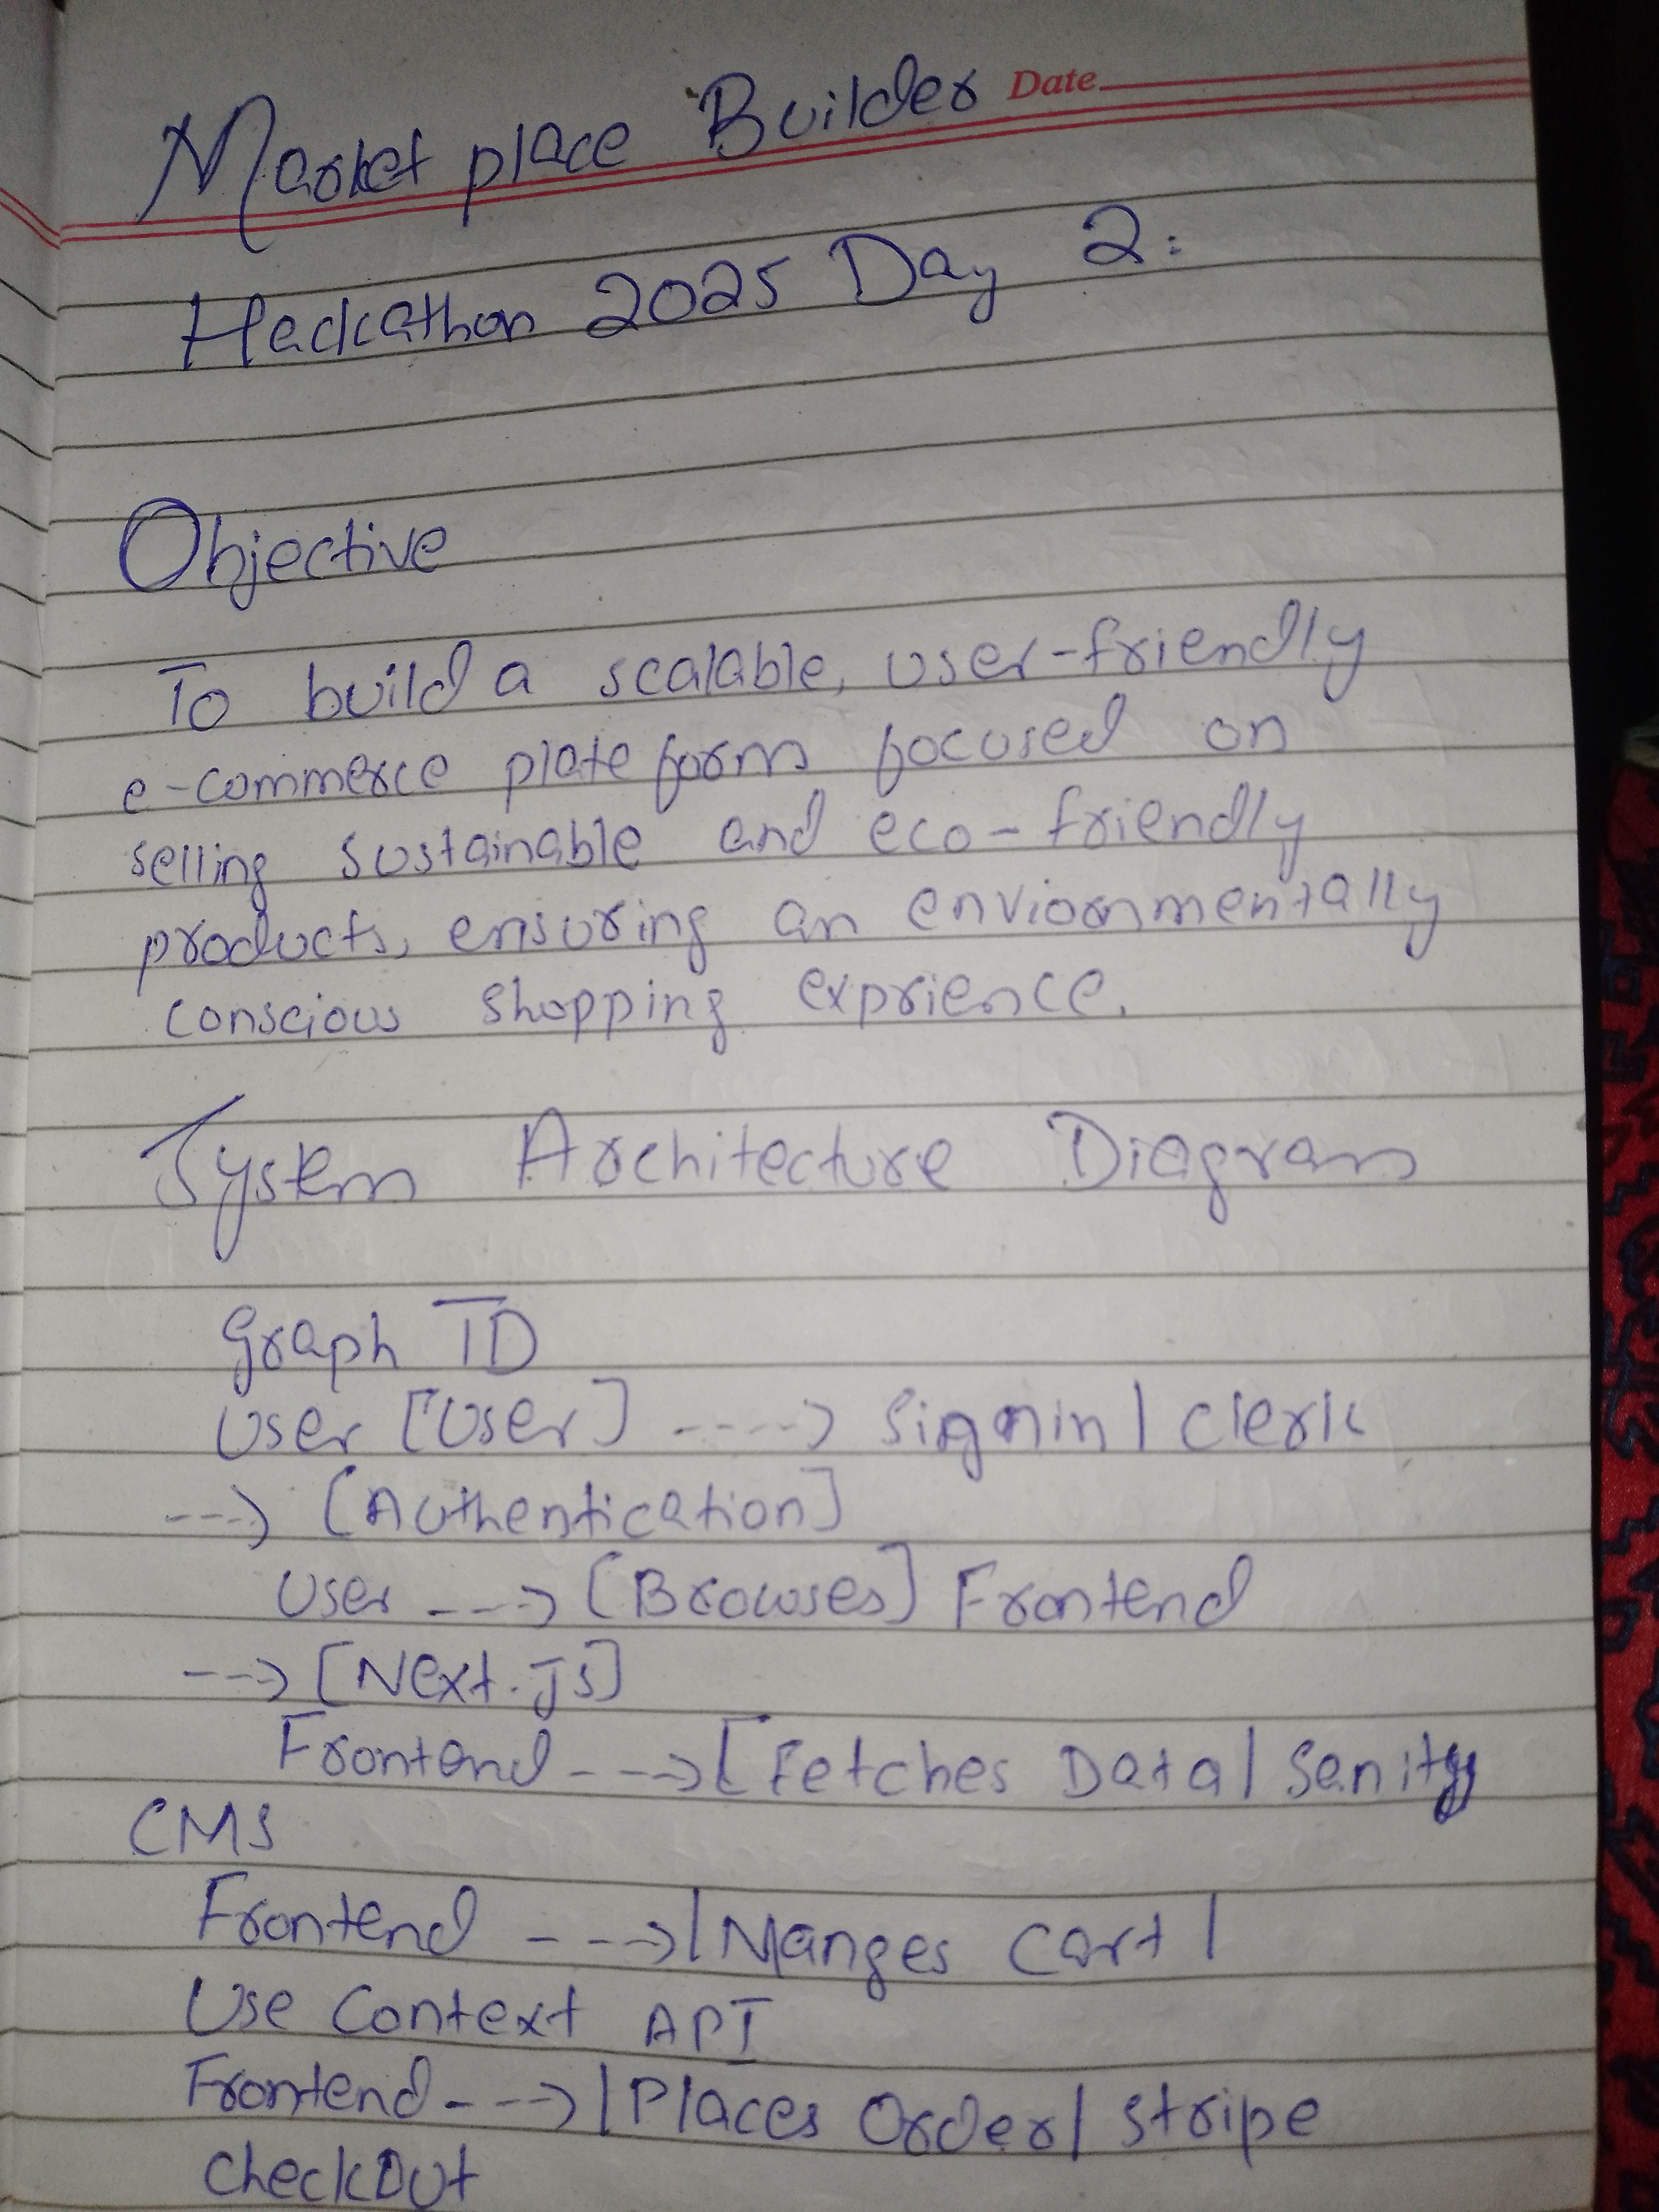 Market place Builder Date
Hackathon 2025 Day 2:
Objective
To build a scalable, user-friendly
e-commerce plateform focused on
selling sustainable and eco-friendly
products, ensuring an enviornmentally
conscious shopping exprience.
System Architecture Diagram
graph TD
User [User] ----> Signin | Clerk
---> [Authentication]
User ---> [Browses] Frontend
--> [Next.js]
Frontend ---> [Fetches Data | Sanity
CMS
Frontend ---> | Manges Cart |
Use Context API
Frontend ---> | Places Order | Stripe
CheckOut